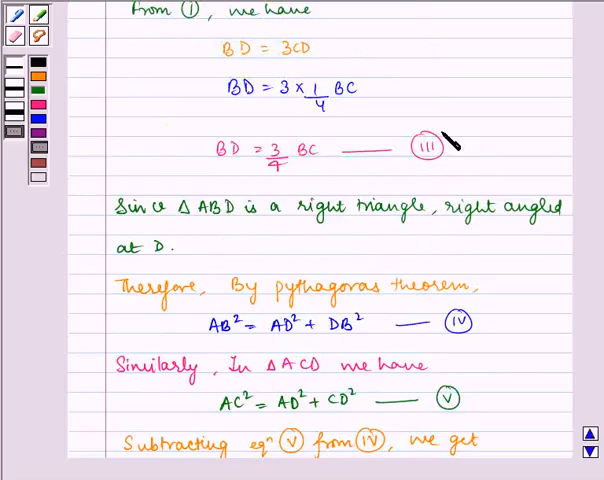 From (i), we have
BD = 3CD
BD = 3 × 1/4 BC
BD = 3/4 BC —— (III)
Since △ ABD is a right triangle, right angled
at D.
Therefore, By pythagoras theorem,
AB² = AD² + DB² —— (IV)
Similarly, In △ ACD we have
AC² = AD² + CD² —— (V)
Subtracting eqⁿ (V) from (IV), we get